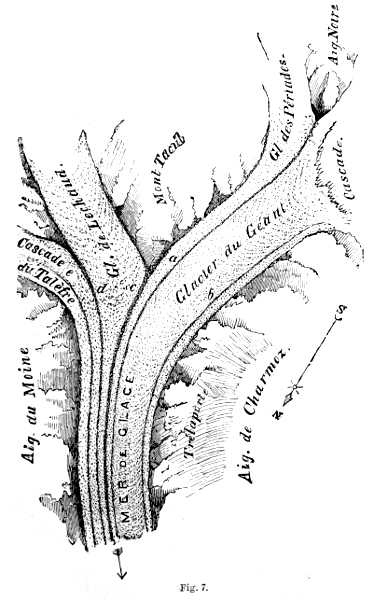 Aig. Noire
Gl. des Périades
Cascade.
Mont Tacul
Gl. de Lechaud.
Glacier du Géant.
Cascade
du Talèfre
a
b
c
d
e
Aig. du Moine
MER DE GLACE
Trélaporte
Aig. de Charmoz.
S
N
Fig. 7.